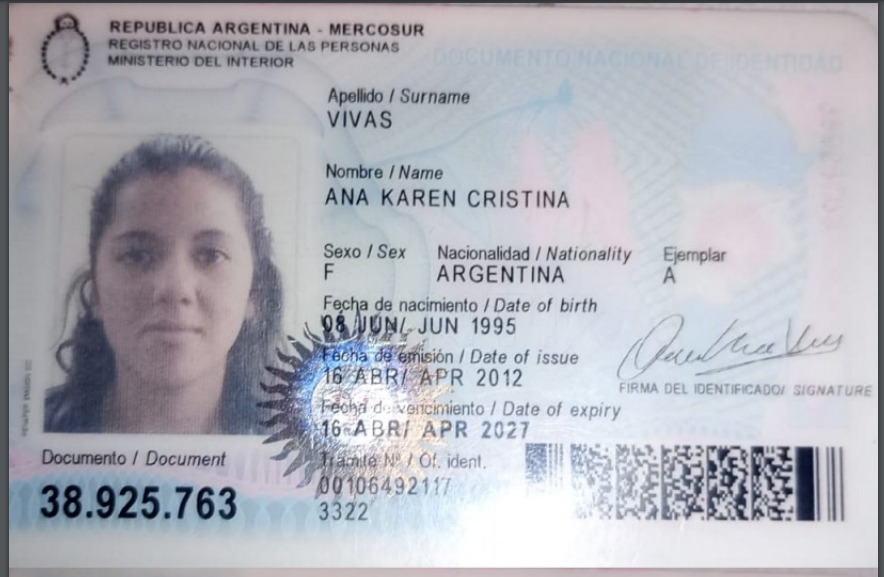 REPUBLICA ARGENTINA - MERCOSUR
REGISTRO NACIONAL DE LAS PERSONAS
MINISTERIO DEL INTERIOR
DOCUMENTO NACIONAL DE IDENTIDAD
Apellido / Surname
VIVAS
Nombre / Name
ANA KAREN CRISTINA
Sexo / Sex Nacionalidad / Nationality Ejemplar
F ARGENTINA A
Fecha de nacimiento / Date of birth
08 JUN/ JUN 1995
Fecha de emisión / Date of issue
16 ABR/ APR 2012
FIRMA DEL IDENTIFICADO/ SIGNATURE
Fecha de vencimiento / Date of expiry
16 ABR/ APR 2027
Documento / Document
38.925.763
Trámite Nº / Of. ident.
00106492117
3322